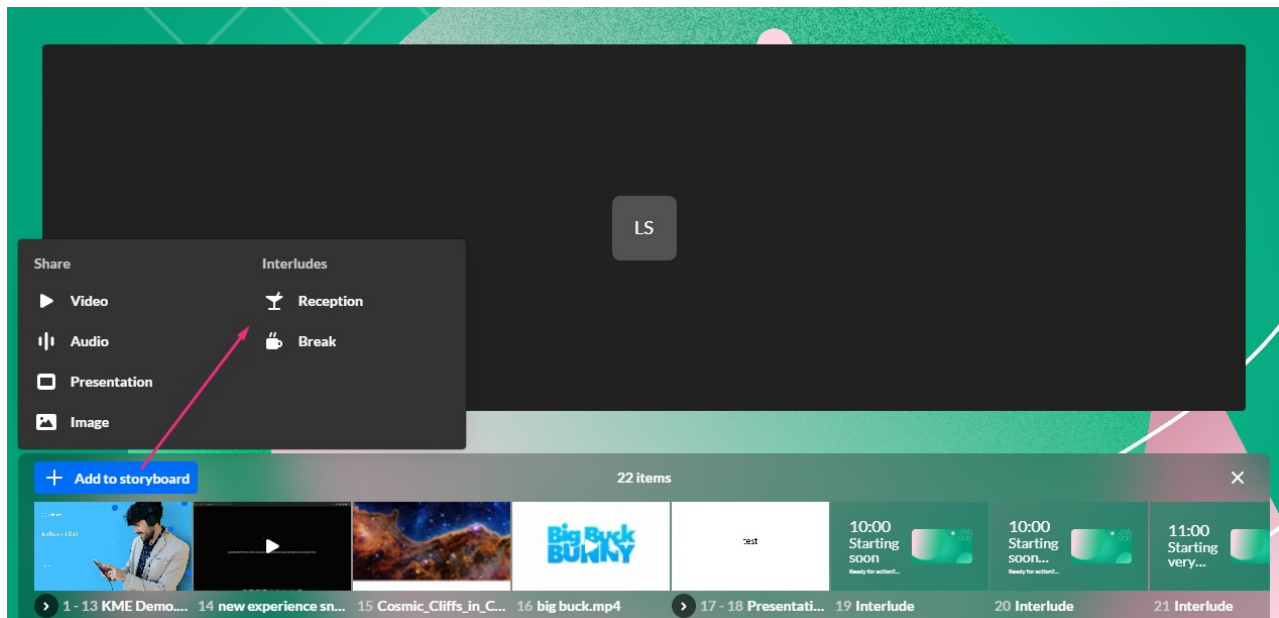 LS
Share
Interludes
Video
Reception
Audio
Break
Presentation
Image
Add to storyboard
22 items
Big Buck
BUNNY
test
10:00
Starting
soon
Ready for action?...
10:00
Starting
soon...
Ready for action?...
11:00
Starting
very...
1 - 13 KME Demo....
14 new experience sn...
15 Cosmic_Cliffs_in_C...
16 big buck.mp4
17 - 18 Presentati...
19 Interlude
20 Interlude
21 Interlude